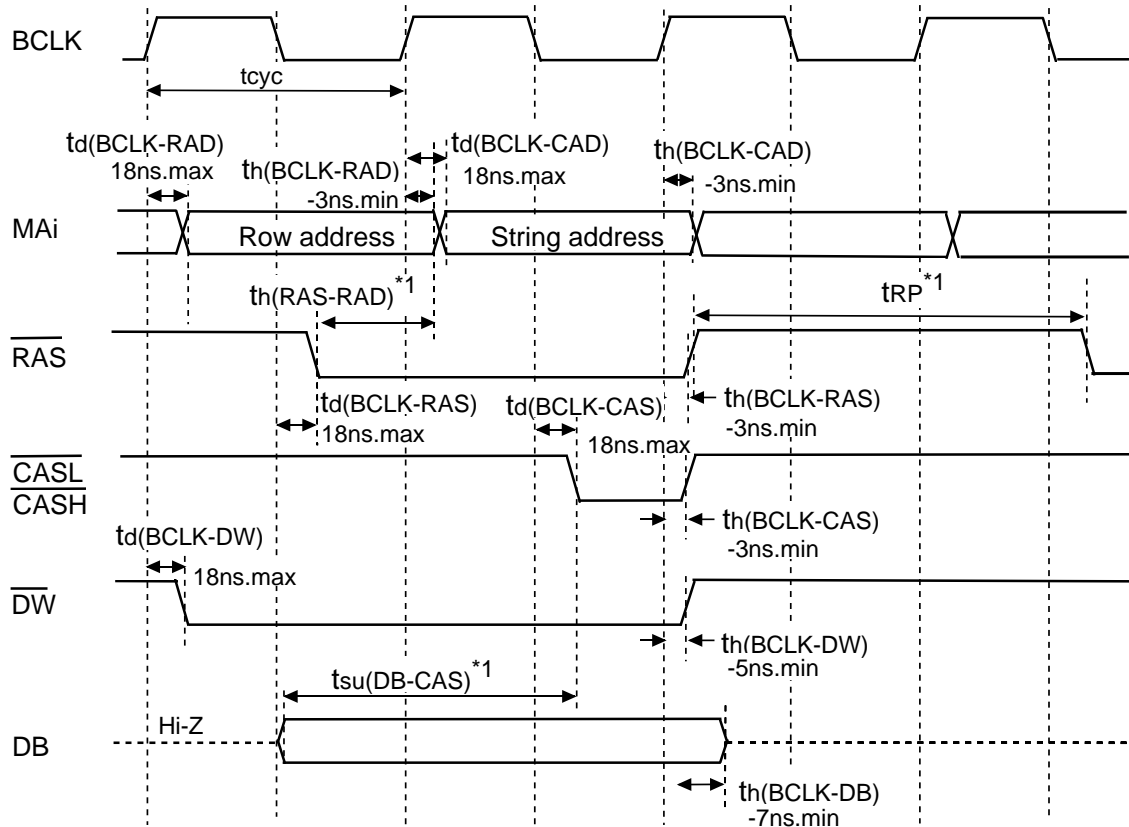 BCLK
tcyc
td(BCLK-RAD)
18ns.max
th(BCLK-RAD)
-3ns.min
td(BCLK-CAD)
18ns.max
th(BCLK-CAD)
-3ns.min
MAi
Row address
String address
th(RAS-RAD)*1
tRP*1
RAS
td(BCLK-RAS)
18ns.max
td(BCLK-CAS)
18ns.max
th(BCLK-RAS)
-3ns.min
CASL
CASH
th(BCLK-CAS)
-3ns.min
td(BCLK-DW)
18ns.max
DW
th(BCLK-DW)
-5ns.min
tsu(DB-CAS)*1
Hi-Z
DB
th(BCLK-DB)
-7ns.min